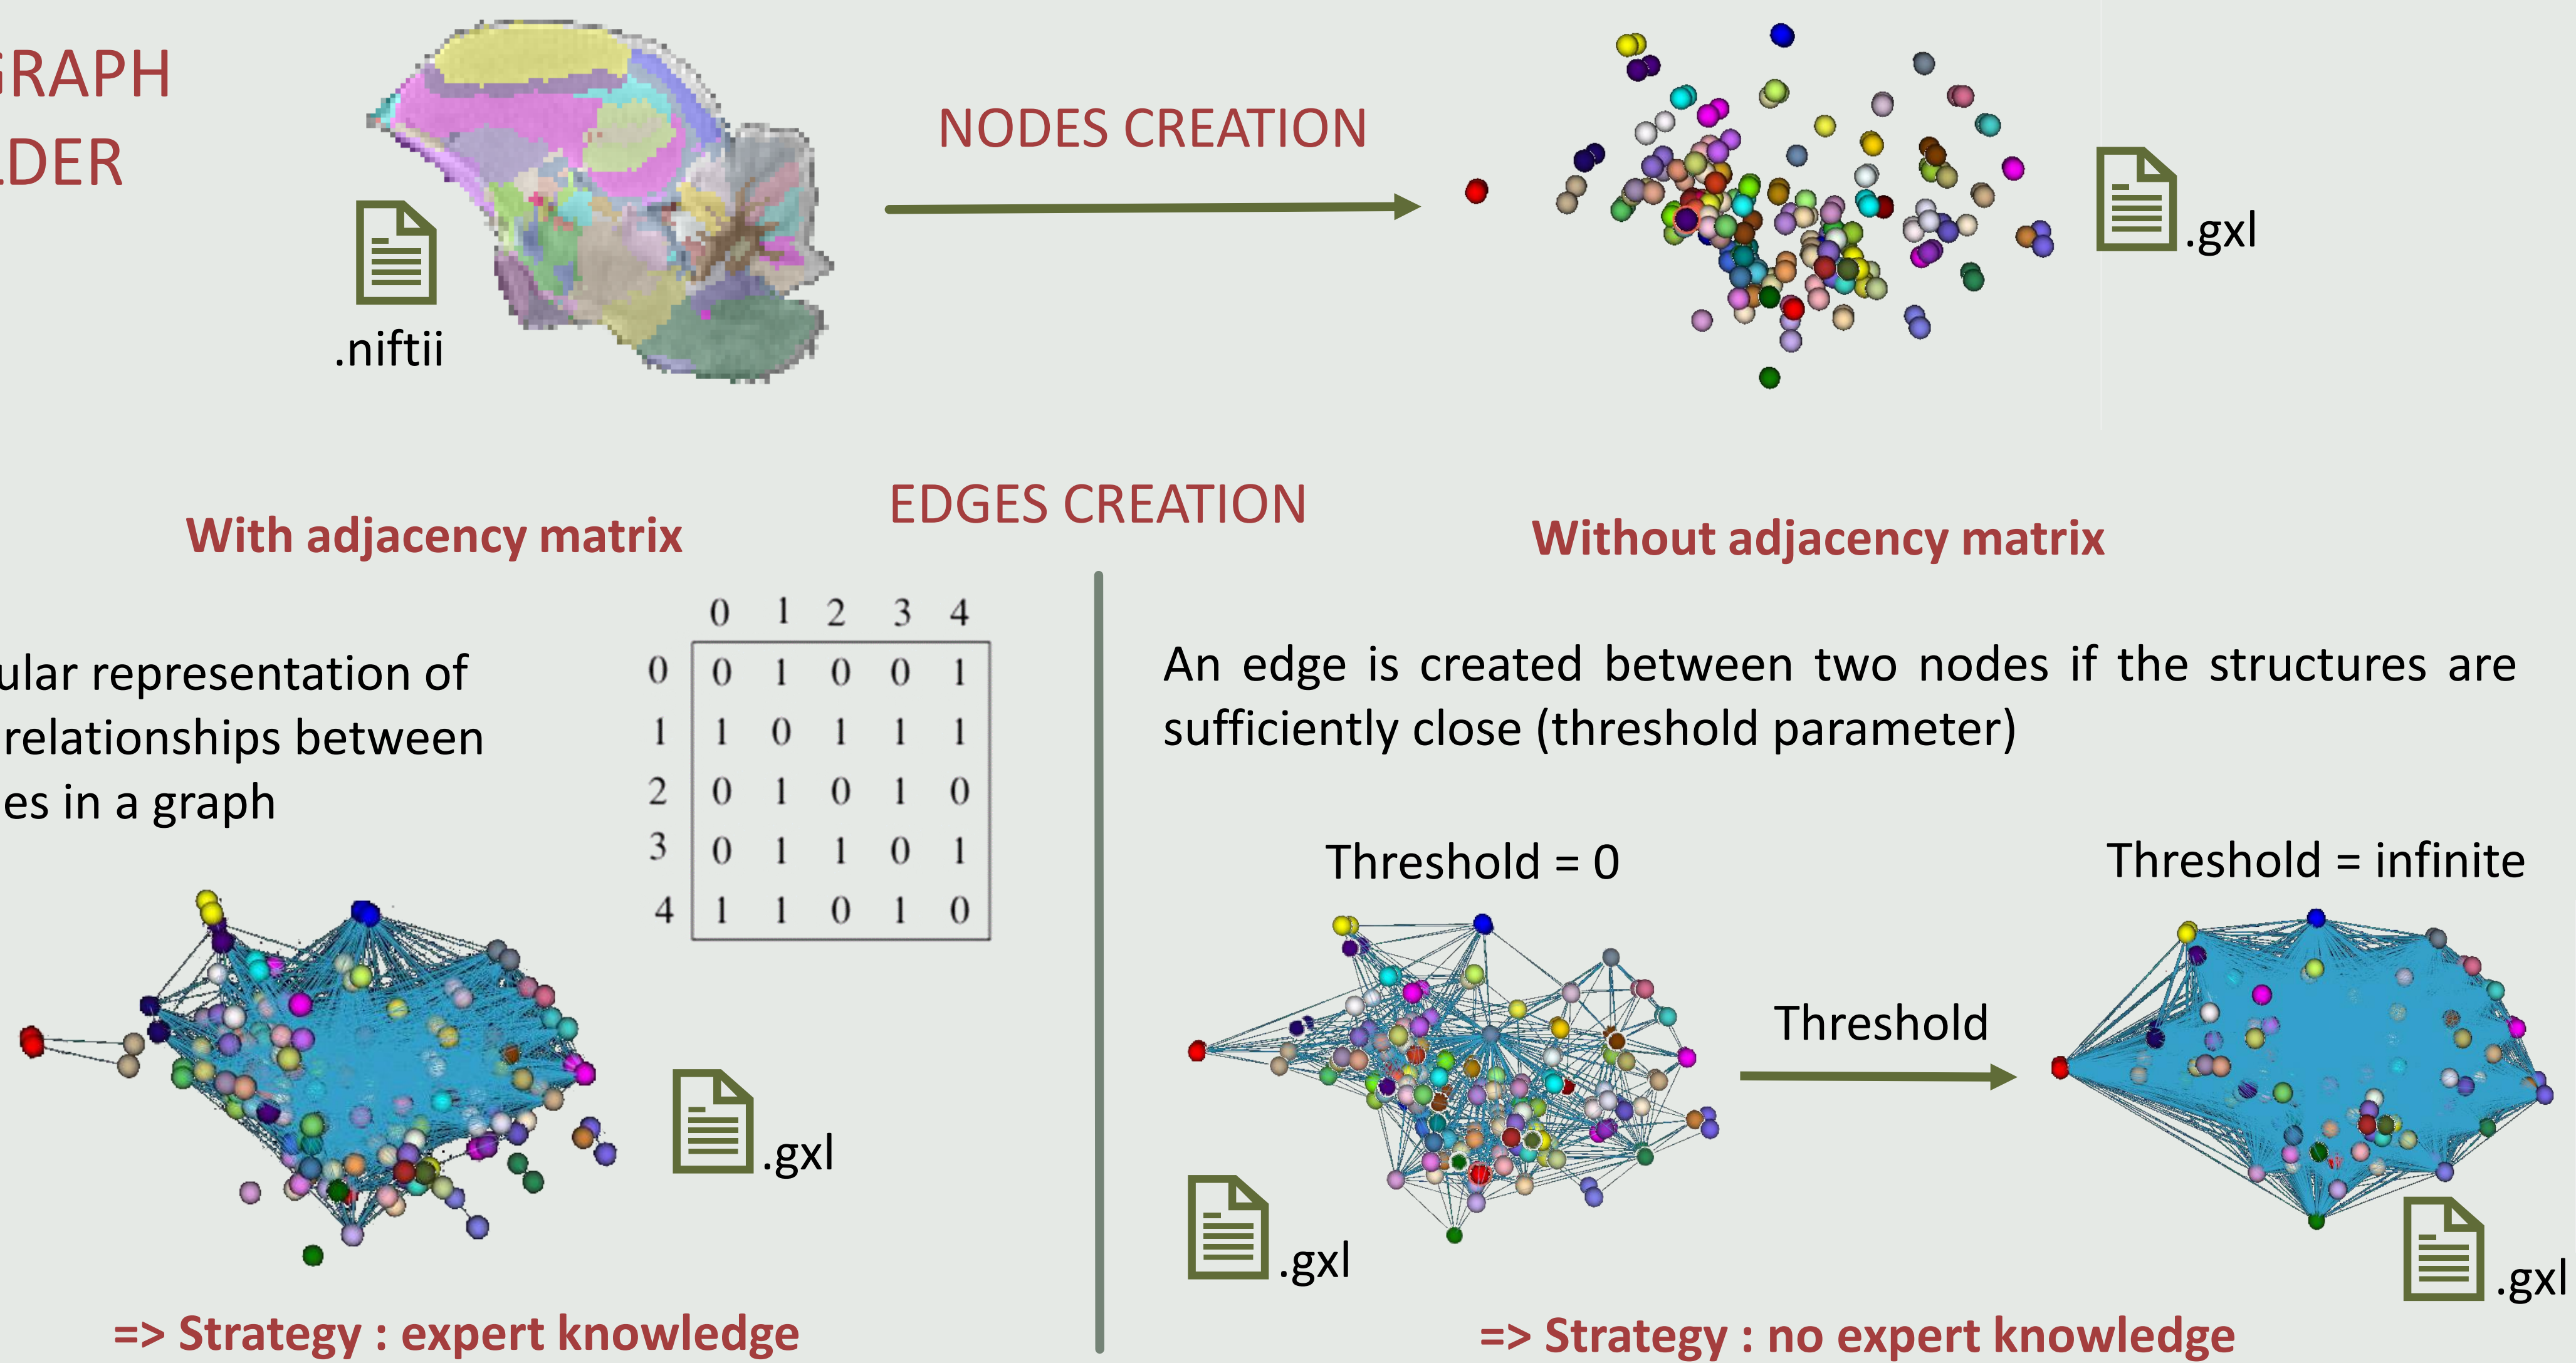 GRAPH
LDER
NODES CREATION
.niftii
.gxl
EDGES CREATION
With adjacency matrix
ular representation of
relationships between
es in a graph
0 1 2 3 4
0 0 1 0 0 1
1 1 0 1 1 1
2 0 1 0 1 0
3 0 1 1 0 1
4 1 1 0 1 0
.gxl
=> Strategy : expert knowledge
Without adjacency matrix
An edge is created between two nodes if the structures are
sufficiently close (threshold parameter)
Threshold = 0
Threshold
Threshold = infinite
.gxl
.gxl
=> Strategy : no expert knowledge